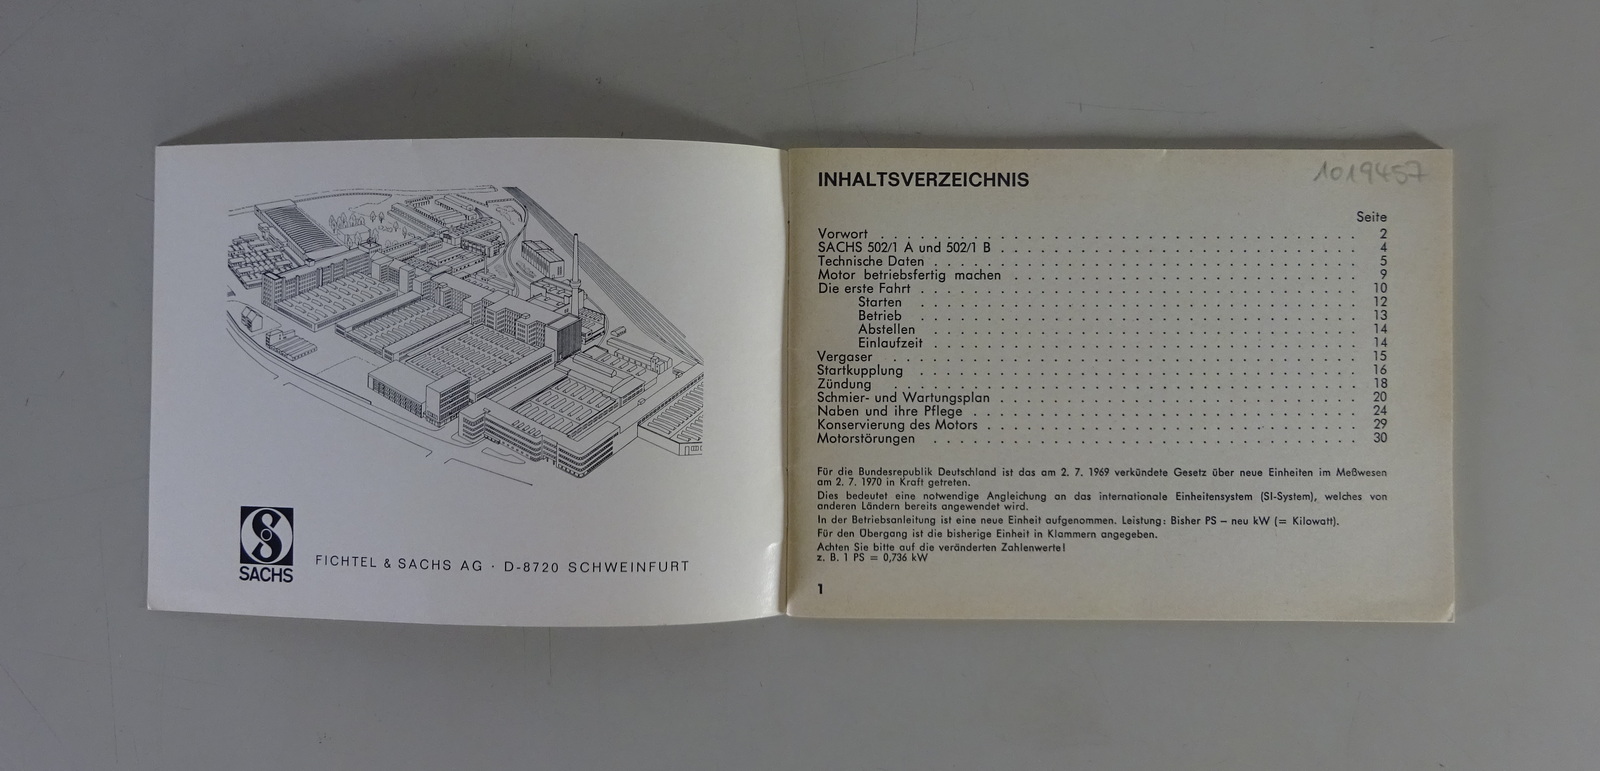 SACHS
FICHTEL & SACHS AG · D-8720 SCHWEINFURT
1019457
INHALTSVERZEICHNIS
Seite
Vorwort . . . . . . . . . . 2
SACHS 502/1 A und 502/1 B . . . . . . . . . . 4
Technische Daten . . . . . . . . . . 5
Motor betriebsfertig machen . . . . . . . . . . 9
Die erste Fahrt . . . . . . . . . . 10
Starten . . . . . . . . . . 12
Betrieb . . . . . . . . . . 13
Abstellen . . . . . . . . . . 14
Einlaufzeit . . . . . . . . . . 14
Vergaser . . . . . . . . . . 15
Startkupplung . . . . . . . . . . 16
Zündung . . . . . . . . . . 18
Schmier- und Wartungsplan . . . . . . . . . . 20
Naben und ihre Pflege . . . . . . . . . . 24
Konservierung des Motors . . . . . . . . . . 29
Motorstörungen . . . . . . . . . . 30
Für die Bundesrepublik Deutschland ist das am 2. 7. 1969 verkündete Gesetz über neue Einheiten im Meßwesen
am 2. 7. 1970 in Kraft getreten.
Dies bedeutet eine notwendige Angleichung an das internationale Einheitensystem (SI-System), welches von
anderen Ländern bereits angewendet wird.
In der Betriebsanleitung ist eine neue Einheit aufgenommen. Leistung: Bisher PS – neu kW (= Kilowatt).
Für den Übergang ist die bisherige Einheit in Klammern angegeben.
Achten Sie bitte auf die veränderten Zahlenwerte!
z. B. 1 PS = 0,736 kW
1